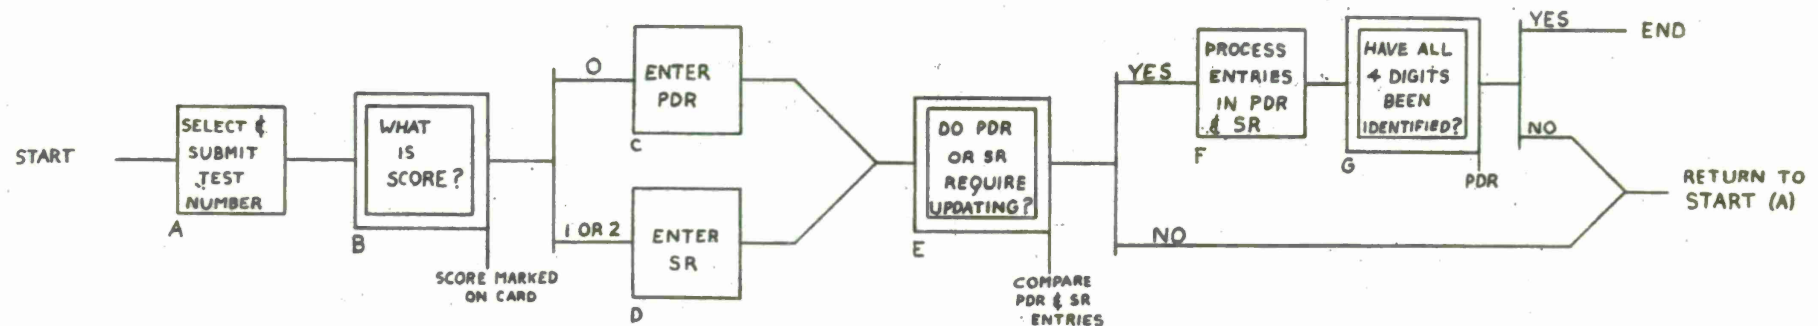 START
SELECT &
SUBMIT
TEST
NUMBER
A
WHAT
IS
SCORE?
B
SCORE MARKED
ON CARD
0
ENTER
PDR
C
1 OR 2
ENTER
SR
D
DO PDR
OR SR
REQUIRE
UPDATING?
E
COMPARE
PDR & SR
ENTRIES
YES
PROCESS
ENTRIES
IN PDR
& SR
F
HAVE ALL
4 DIGITS
BEEN
IDENTIFIED?
G
PDR
YES
END
NO
NO
RETURN TO
START (A)